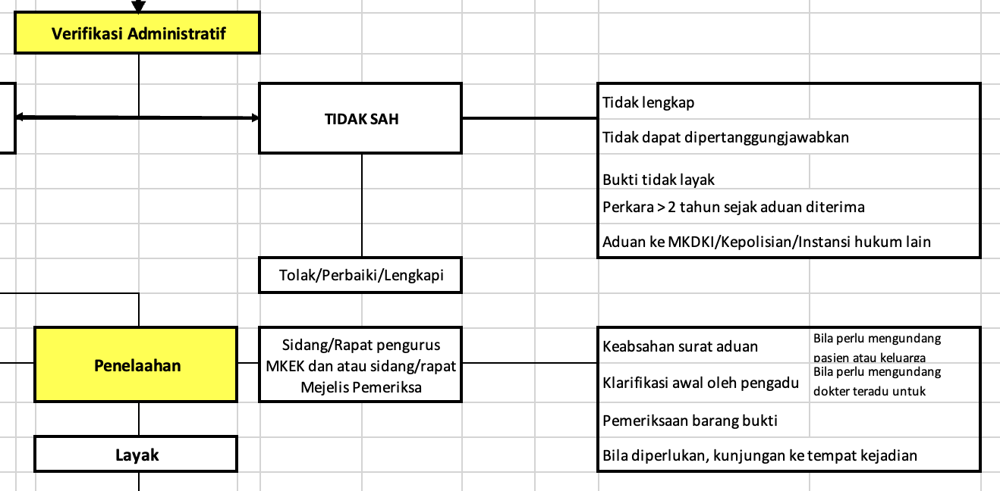 Verifikasi Administratif
TIDAK SAH
Tidak lengkap
Tidak dapat dipertanggungjawabkan
Bukti tidak layak
Perkara > 2 tahun sejak aduan diterima
Aduan ke MKDKI/Kepolisian/Instansi hukum lain
Tolak/Perbaiki/Lengkapi
Penelaahan
Sidang/Rapat pengurus
MKEK dan atau sidang/rapat
Mejelis Pemeriksa
Keabsahan surat aduan
Bila perlu mengundang
pasien atau keluarga
Klarifikasi awal oleh pengadu
Bila perlu mengundang
dokter teradu untuk
Pemeriksaan barang bukti
Bila diperlukan, kunjungan ke tempat kejadian
Layak